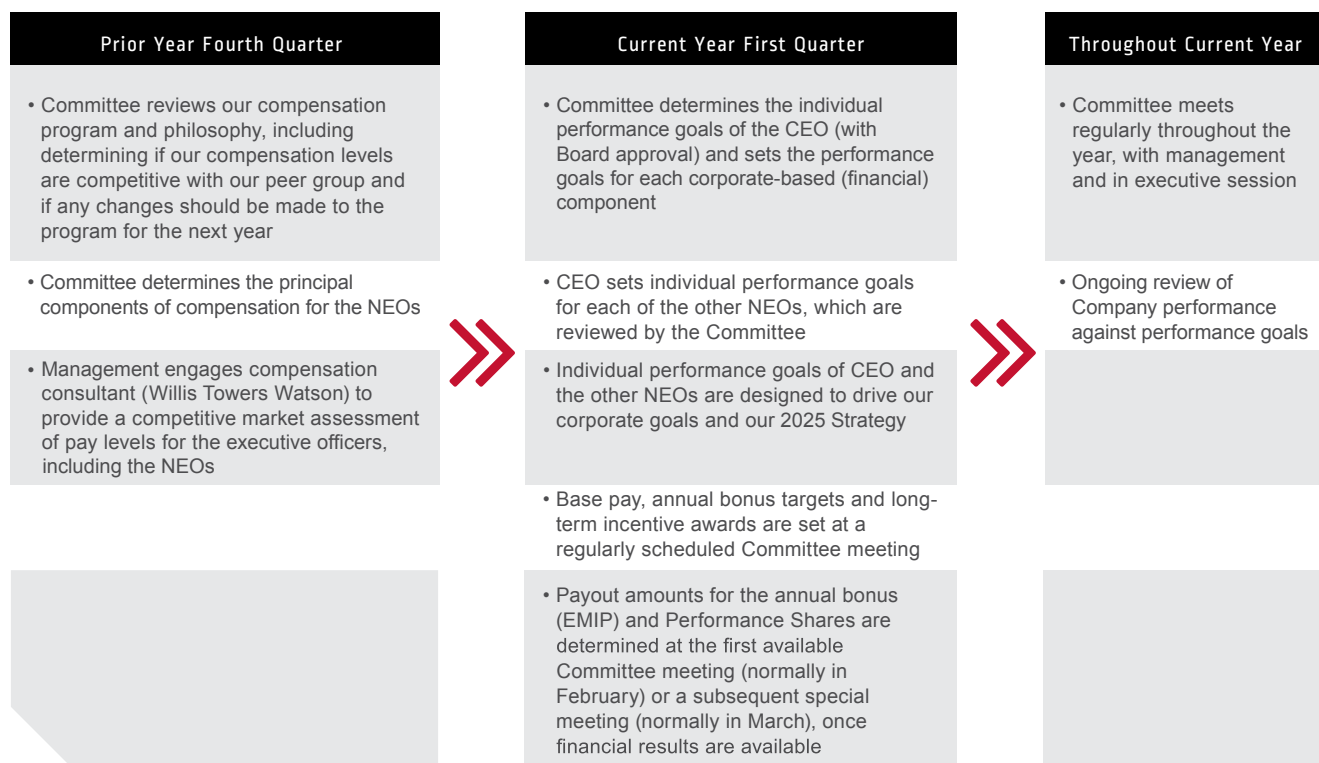 Prior Year Fourth Quarter
• Committee reviews our compensation
program and philosophy, including
determining if our compensation levels
are competitive with our peer group and
if any changes should be made to the
program for the next year
• Committee determines the principal
components of compensation for the NEOs
• Management engages compensation
consultant (Willis Towers Watson) to
provide a competitive market assessment
of pay levels for the executive officers,
including the NEOs
Current Year First Quarter
• Committee determines the individual
performance goals of the CEO (with
Board approval) and sets the performance
goals for each corporate-based (financial)
component
• CEO sets individual performance goals
for each of the other NEOs, which are
reviewed by the Committee
• Individual performance goals of CEO and
the other NEOs are designed to drive our
corporate goals and our 2025 Strategy
• Base pay, annual bonus targets and long-
term incentive awards are set at a
regularly scheduled Committee meeting
• Payout amounts for the annual bonus
(EMIP) and Performance Shares are
determined at the first available
Committee meeting (normally in
February) or a subsequent special
meeting (normally in March), once
financial results are available
Throughout Current Year
• Committee meets
regularly throughout the
year, with management
and in executive session
• Ongoing review of
Company performance
against performance goals